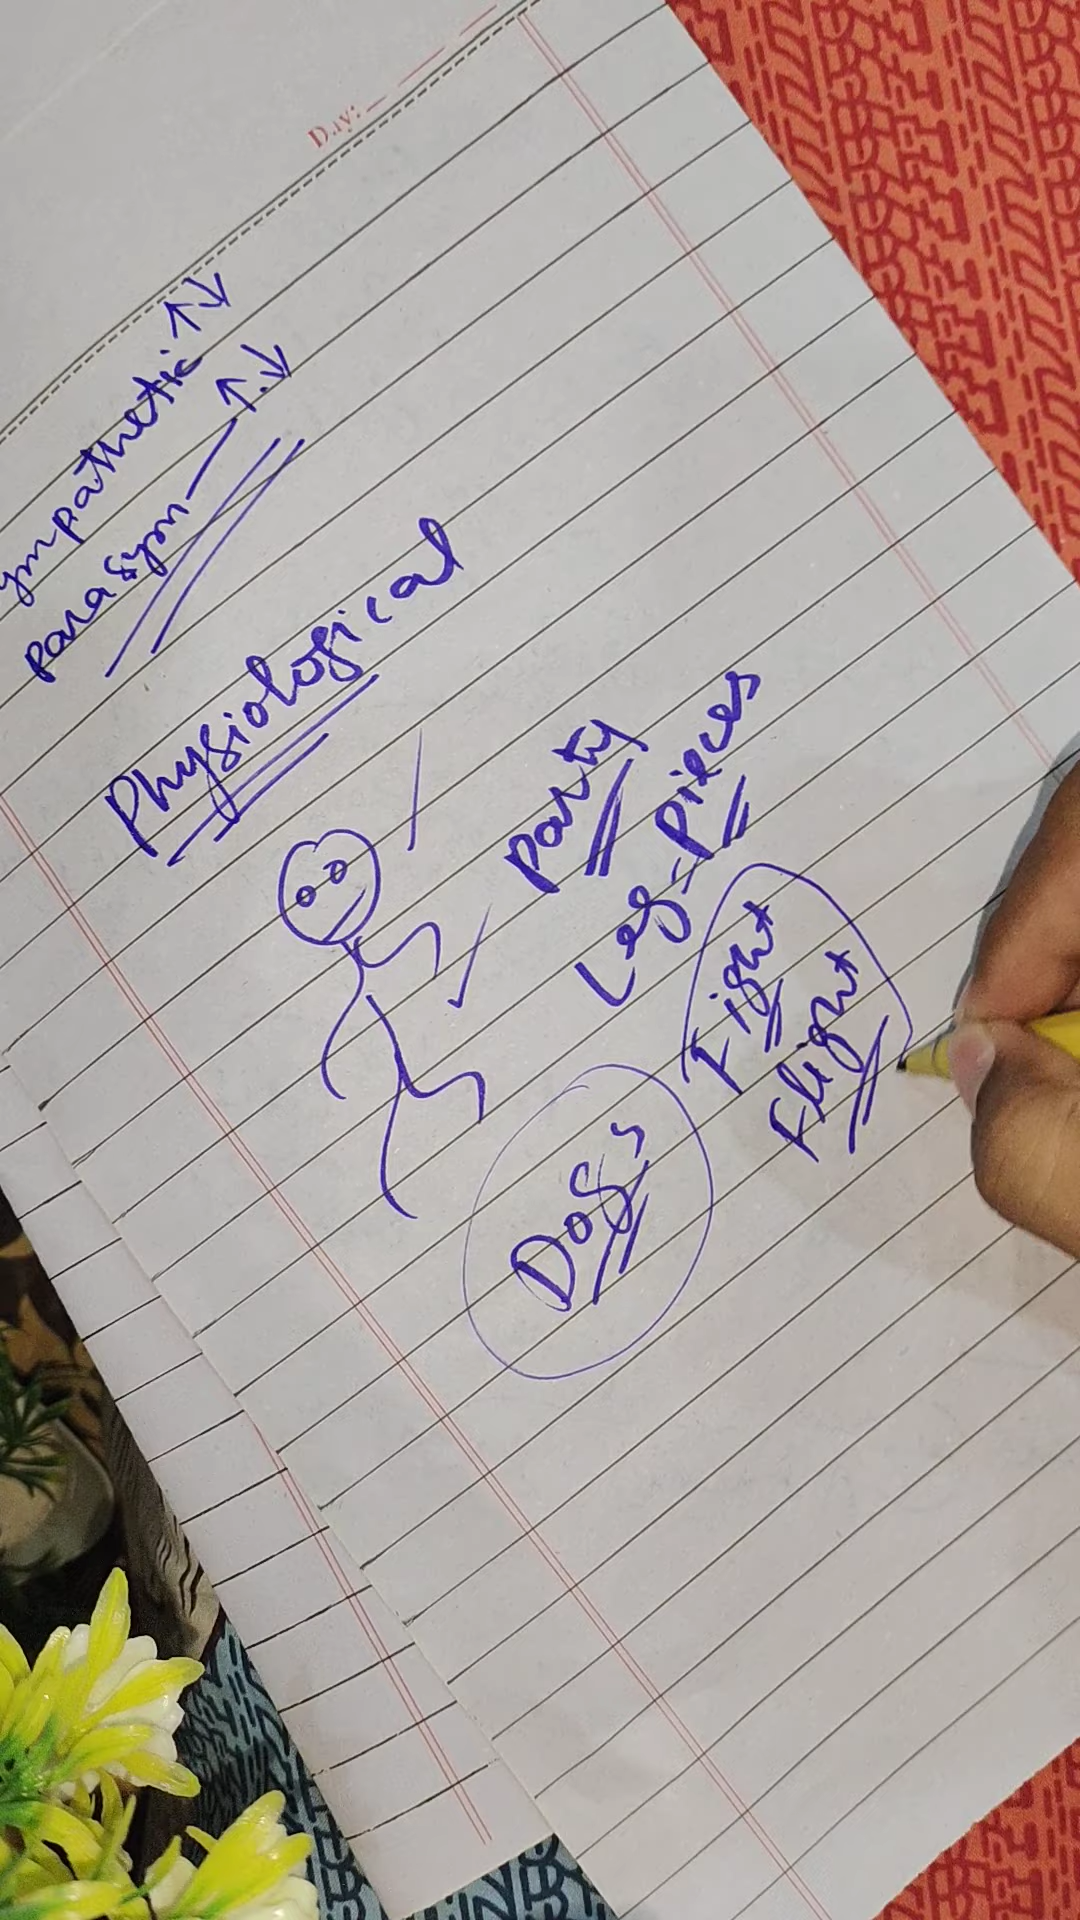 Day:
ympathetic ↑↓
Parasym — ↑↓
Physiological
Party
Leg-Pieces
Fight
Flight
Dogs